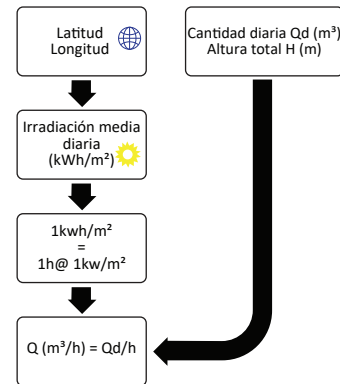 Latitud
Longitud
Cantidad diaria Qd (m³)
Altura total H (m)
Irradiación media
diaria
(kWh/m²)
1kwh/m²
=
1h@ 1kw/m²
Q (m³/h) = Qd/h